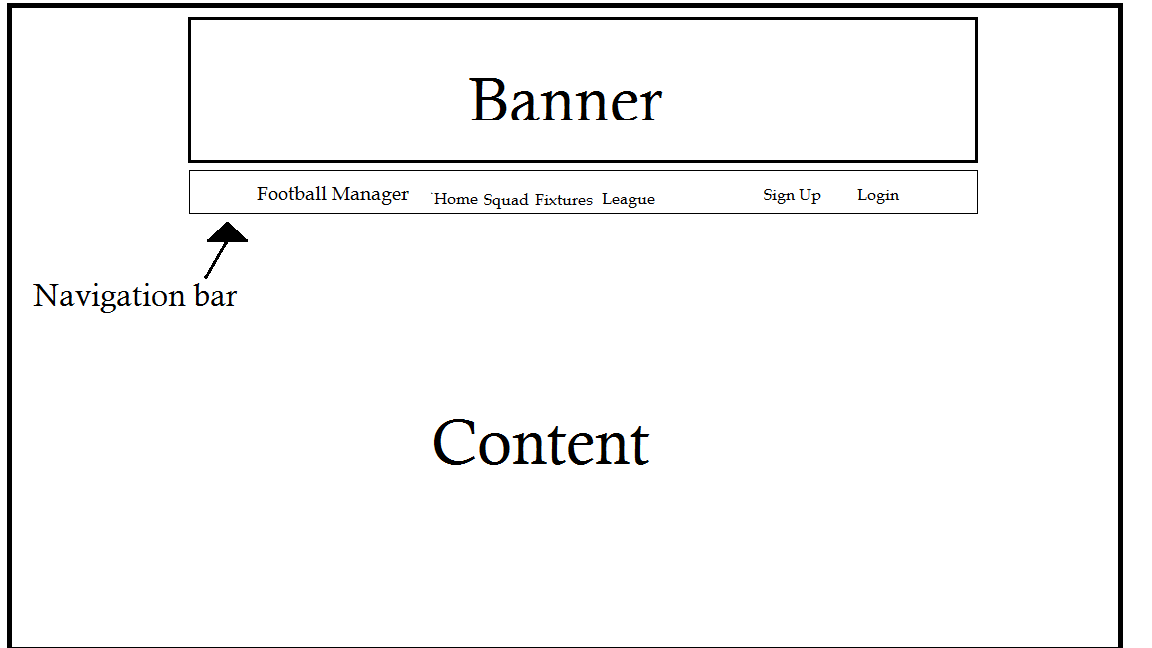 Banner
Football Manager Home Squad Fixtures League Sign Up Login
Navigation bar
Content